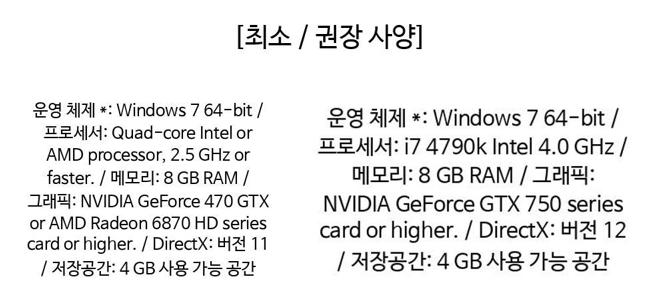 [최소 / 권장 사양]
운영 체제 *: Windows 7 64-bit /
프로세서: Quad-core Intel or
AMD processor, 2.5 GHz or
faster. / 메모리: 8 GB RAM /
그래픽: NVIDIA GeForce 470 GTX
or AMD Radeon 6870 HD series
card or higher. / DirectX: 버전 11
/ 저장공간: 4 GB 사용 가능 공간
운영 체제 *: Windows 7 64-bit /
프로세서: i7 4790k Intel 4.0 GHz /
메모리: 8 GB RAM / 그래픽:
NVIDIA GeForce GTX 750 series
card or higher. / DirectX: 버전 12
/ 저장공간: 4 GB 사용 가능 공간